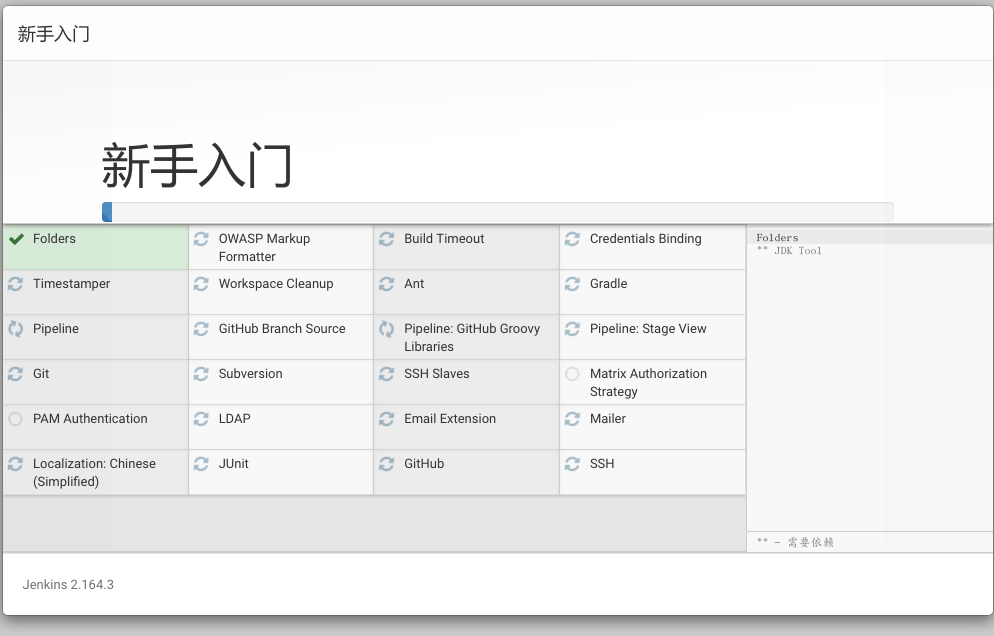 新手入门
新手入门
Folders
OWASP Markup
Formatter
Build Timeout
Credentials Binding
Timestamper
Workspace Cleanup
Ant
Gradle
Pipeline
GitHub Branch Source
Pipeline: GitHub Groovy
Libraries
Pipeline: Stage View
Git
Subversion
SSH Slaves
Matrix Authorization
Strategy
PAM Authentication
LDAP
Email Extension
Mailer
Localization: Chinese
(Simplified)
JUnit
GitHub
SSH
Folders
** JDK Tool
** - 需要依赖
Jenkins 2.164.3